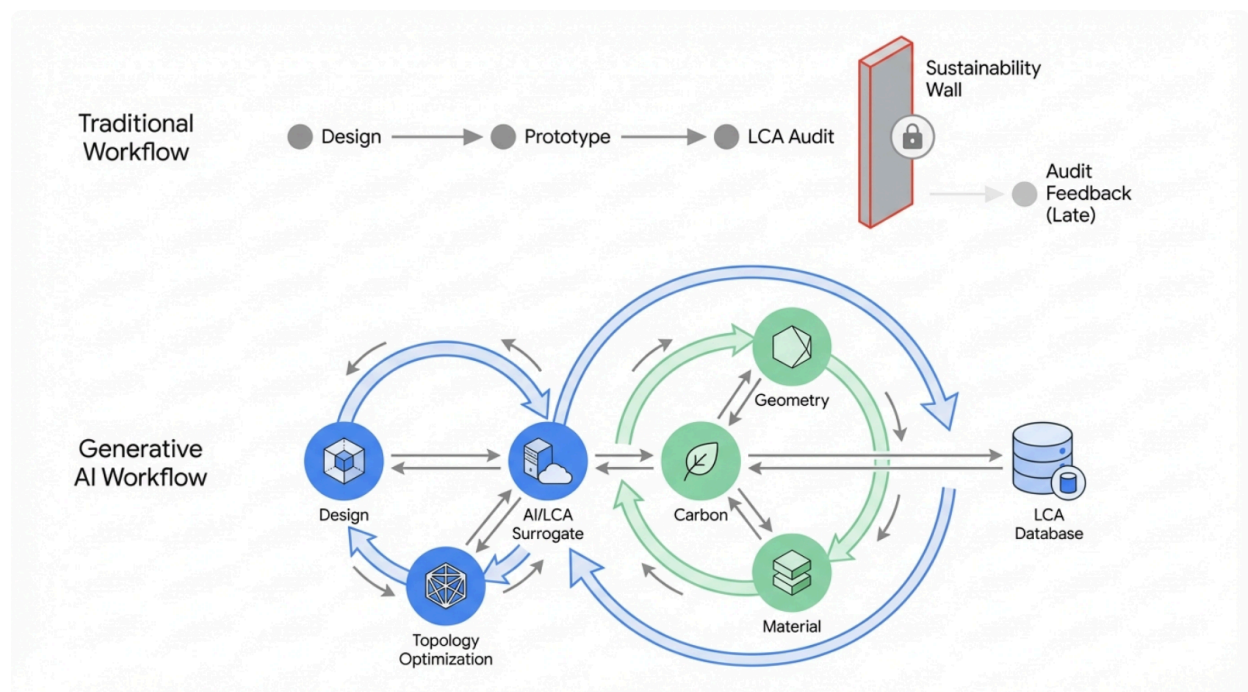 Traditional
Workflow
Design
Prototype
LCA Audit
Sustainability
Wall
Audit
Feedback
(Late)
Generative
AI Workflow
Design
AI/LCA
Surrogate
Topology
Optimization
Geometry
Carbon
Material
LCA
Database